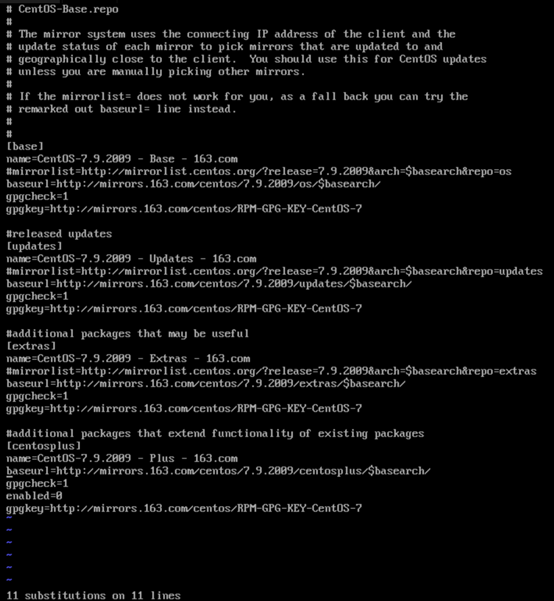 # CentOS-Base.repo
#
# The mirror system uses the connecting IP address of the client and the
# update status of each mirror to pick mirrors that are updated to and
# geographically close to the client.  You should use this for CentOS updates
# unless you are manually picking other mirrors.
#
# If the mirrorlist= does not work for you, as a fall back you can try the
# remarked out baseurl= line instead.
#
#
[base]
name=CentOS-7.9.2009 - Base - 163.com
#mirrorlist=http://mirrorlist.centos.org/?release=7.9.2009&arch=$basearch&repo=os
baseurl=http://mirrors.163.com/centos/7.9.2009/os/$basearch/
gpgcheck=1
gpgkey=http://mirrors.163.com/centos/RPM-GPG-KEY-CentOS-7

#released updates
[updates]
name=CentOS-7.9.2009 - Updates - 163.com
#mirrorlist=http://mirrorlist.centos.org/?release=7.9.2009&arch=$basearch&repo=updates
baseurl=http://mirrors.163.com/centos/7.9.2009/updates/$basearch/
gpgcheck=1
gpgkey=http://mirrors.163.com/centos/RPM-GPG-KEY-CentOS-7

#additional packages that may be useful
[extras]
name=CentOS-7.9.2009 - Extras - 163.com
#mirrorlist=http://mirrorlist.centos.org/?release=7.9.2009&arch=$basearch&repo=extras
baseurl=http://mirrors.163.com/centos/7.9.2009/extras/$basearch/
gpgcheck=1
gpgkey=http://mirrors.163.com/centos/RPM-GPG-KEY-CentOS-7

#additional packages that extend functionality of existing packages
[centosplus]
name=CentOS-7.9.2009 - Plus - 163.com
baseurl=http://mirrors.163.com/centos/7.9.2009/centosplus/$basearch/
gpgcheck=1
enabled=0
gpgkey=http://mirrors.163.com/centos/RPM-GPG-KEY-CentOS-7
~
~
~
~
~
~
11 substitutions on 11 lines